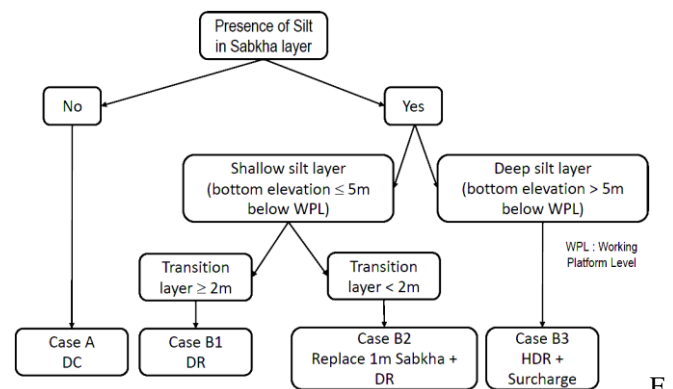 Presence of Silt
in Sabkha layer
No
Yes
Shallow silt layer
(bottom elevation ≤ 5m
below WPL)
Deep silt layer
(bottom elevation > 5m
below WPL)
WPL : Working
Platform Level
Transition
layer ≥ 2m
Transition
layer < 2m
Case A
DC
Case B1
DR
Case B2
Replace 1m Sabkha +
DR
Case B3
HDR +
Surcharge
F